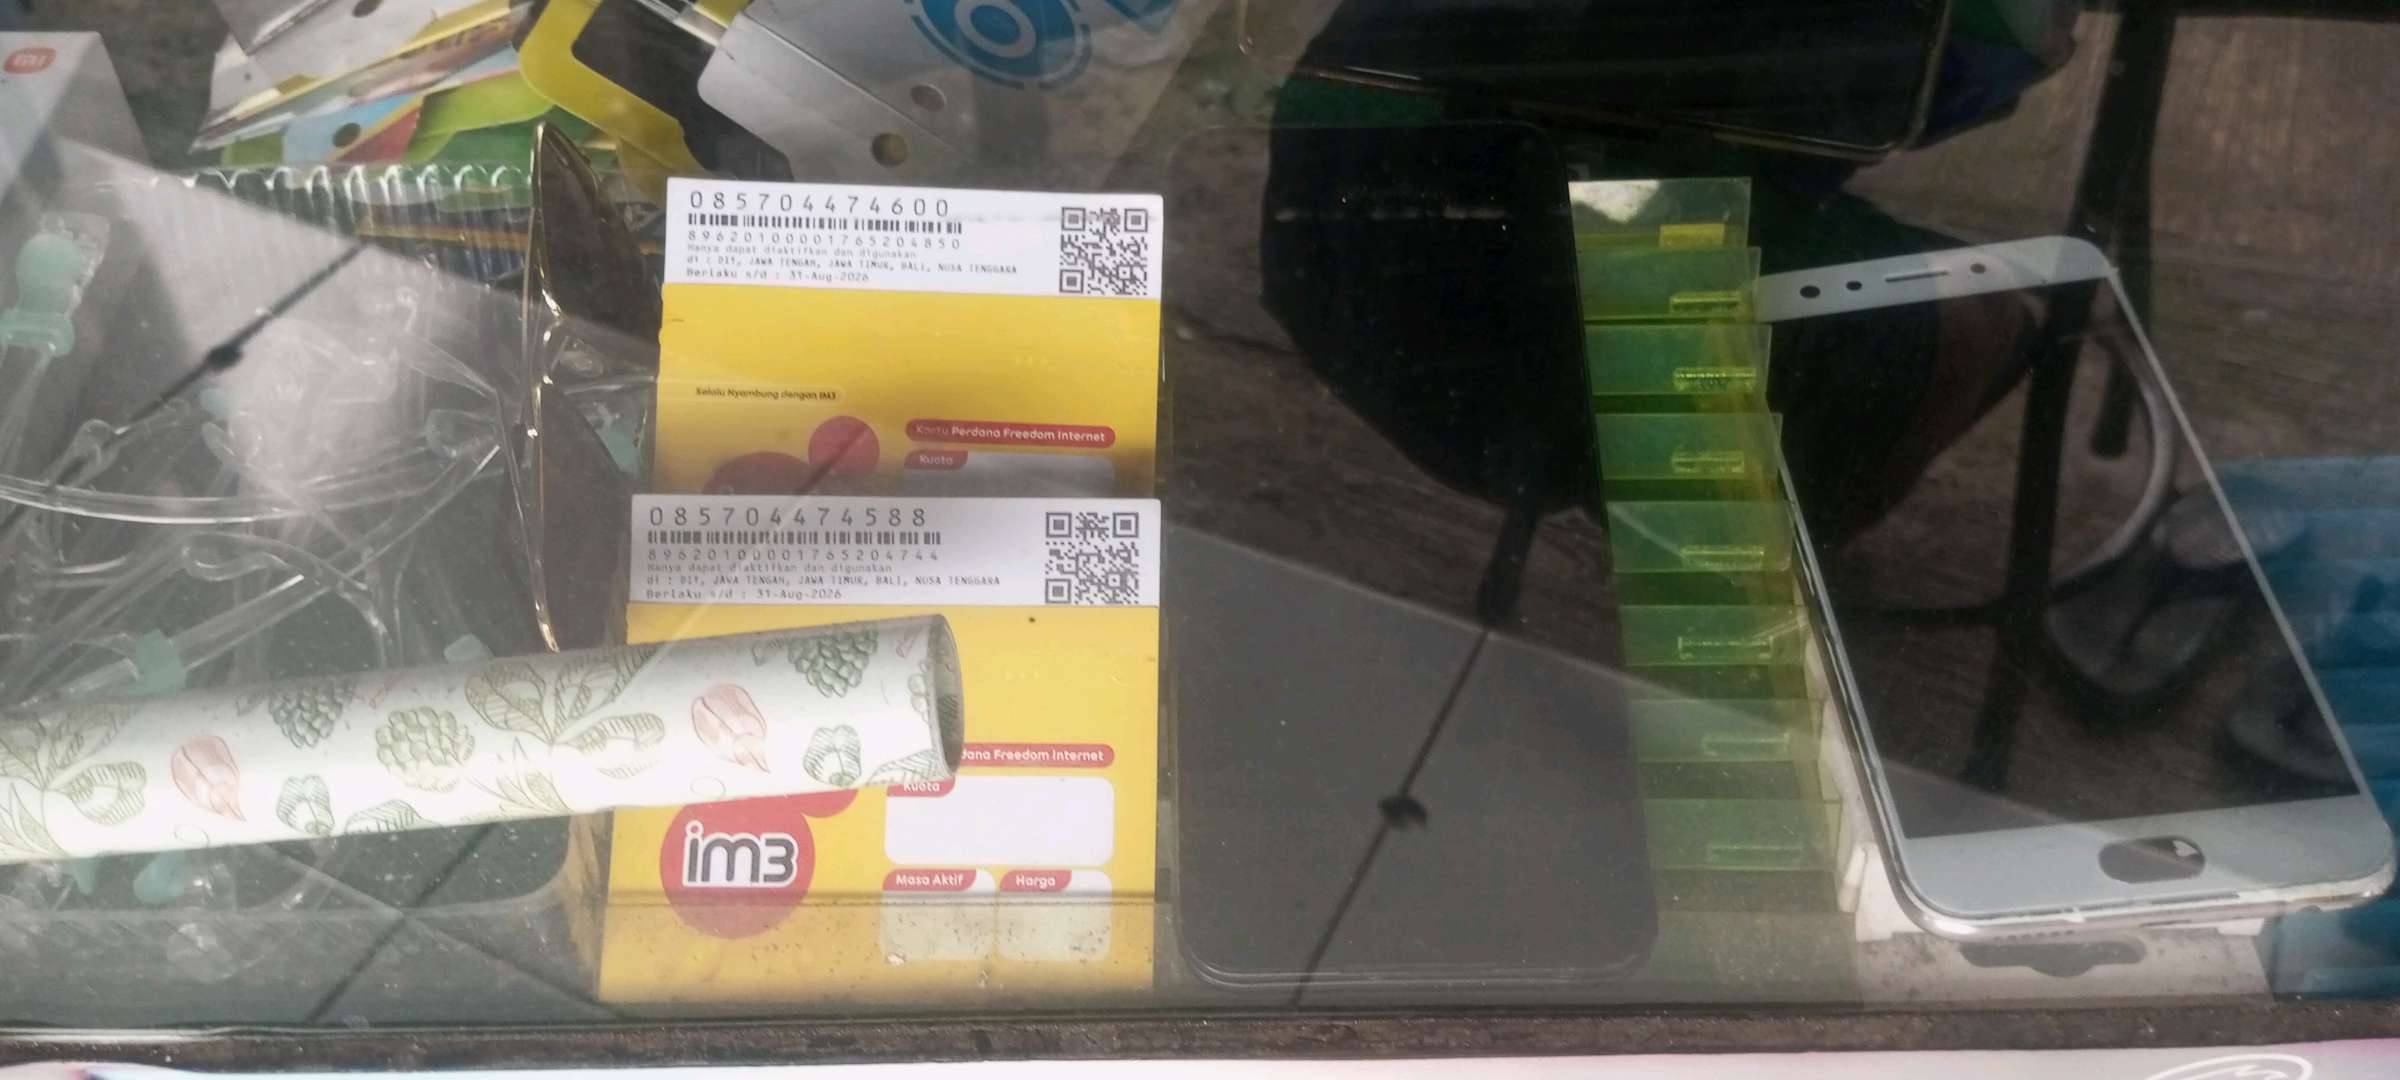 mi
085704474600
89620100001765204850
Hanya dapat diaktifkan dan digunakan
di : DIY, JAWA TENGAH, JAWA TIMUR, BALI, NUSA TENGGARA
Berlaku s/d : 31-Aug-2026
Selalu Nyambung dengan IM3
Kartu Perdana Freedom Internet
Kuota
085704474588
89620100001765204744
Hanya dapat diaktifkan dan digunakan
di : DIY, JAWA TENGAH, JAWA TIMUR, BALI, NUSA TENGGARA
Berlaku s/d : 31-Aug-2026
dana Freedom Internet
Kuota
im3
Masa Aktif
Harga